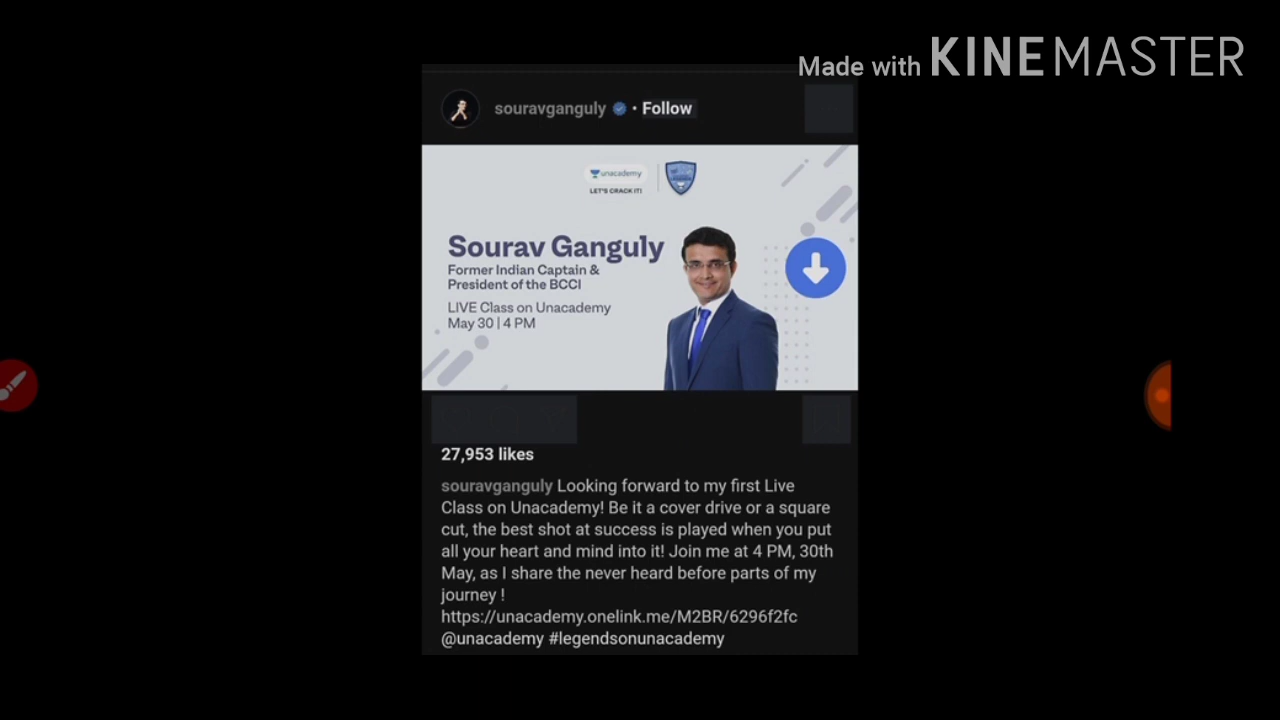 Made with KINEMASTER
souravganguly • Follow
unacademy
LET'S CRACK IT!
Sourav Ganguly
Former Indian Captain &
President of the BCCI
LIVE Class on Unacademy
May 30 | 4 PM
27,953 likes
souravganguly Looking forward to my first Live
Class on Unacademy! Be it a cover drive or a square
cut, the best shot at success is played when you put
all your heart and mind into it! Join me at 4 PM, 30th
May, as I share the never heard before parts of my
journey !
https://unacademy.onelink.me/M2BR/6296f2fc
@unacademy #legendsonunacademy